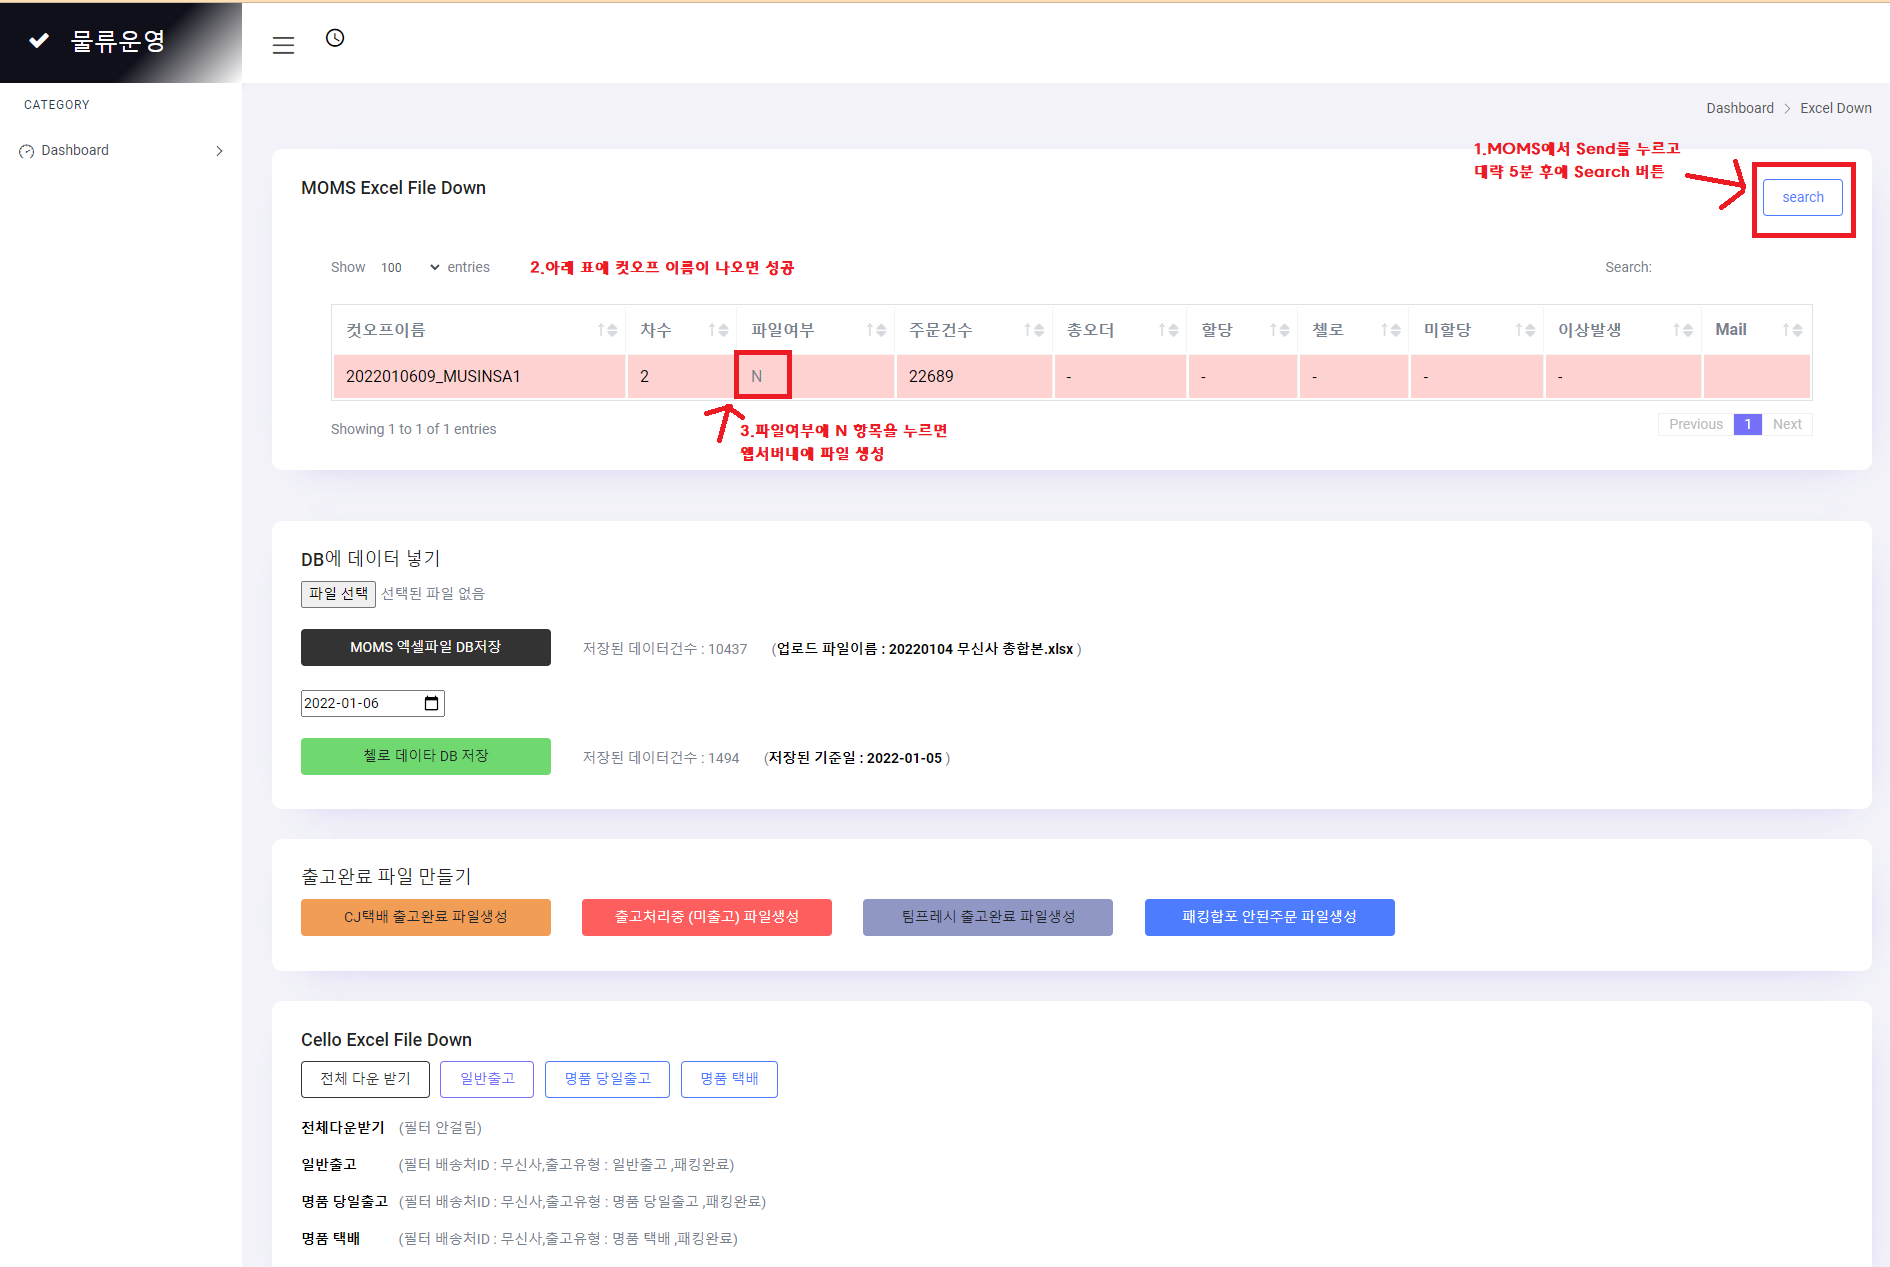 물류운영
CATEGORY
Dashboard
Dashboard > Excel Down
1.MOMS에서 Send를 누르고
대략 5분 후에 Search 버튼
MOMS Excel File Down
search
Show 100 entries
2.아래 표에 컷오프 이름이 나오면 성공
Search:
컷오프이름 차수 파일여부 주문건수 총오더 할당 첼로 미할당 이상발생 Mail
2022010609_MUSINSA1 2 N 22689 - - - - -
Showing 1 to 1 of 1 entries
Previous 1 Next
3.파일여부에 N 항목을 누르면
웹서버내에 파일 생성
DB에 데이터 넣기
파일 선택 선택된 파일 없음
MOMS 엑셀파일 DB저장 저장된 데이터건수 : 10437 (업로드 파일이름 : 20220104 무신사 총합본.xlsx )
2022-01-06
첼로 데이타 DB 저장 저장된 데이터건수 : 1494 (저장된 기준일 : 2022-01-05 )
출고완료 파일 만들기
CJ택배 출고완료 파일생성 출고처리중 (미출고) 파일생성 팀프레시 출고완료 파일생성 패킹합포 안된주문 파일생성
Cello Excel File Down
전체 다운 받기 일반출고 명품 당일출고 명품 택배
전체다운받기 (필터 안걸림)
일반출고 (필터 배송처ID : 무신사,출고유형 : 일반출고 ,패킹완료)
명품 당일출고 (필터 배송처ID : 무신사,출고유형 : 명품 당일출고 ,패킹완료)
명품 택배 (필터 배송처ID : 무신사,출고유형 : 명품 택배 ,패킹완료)